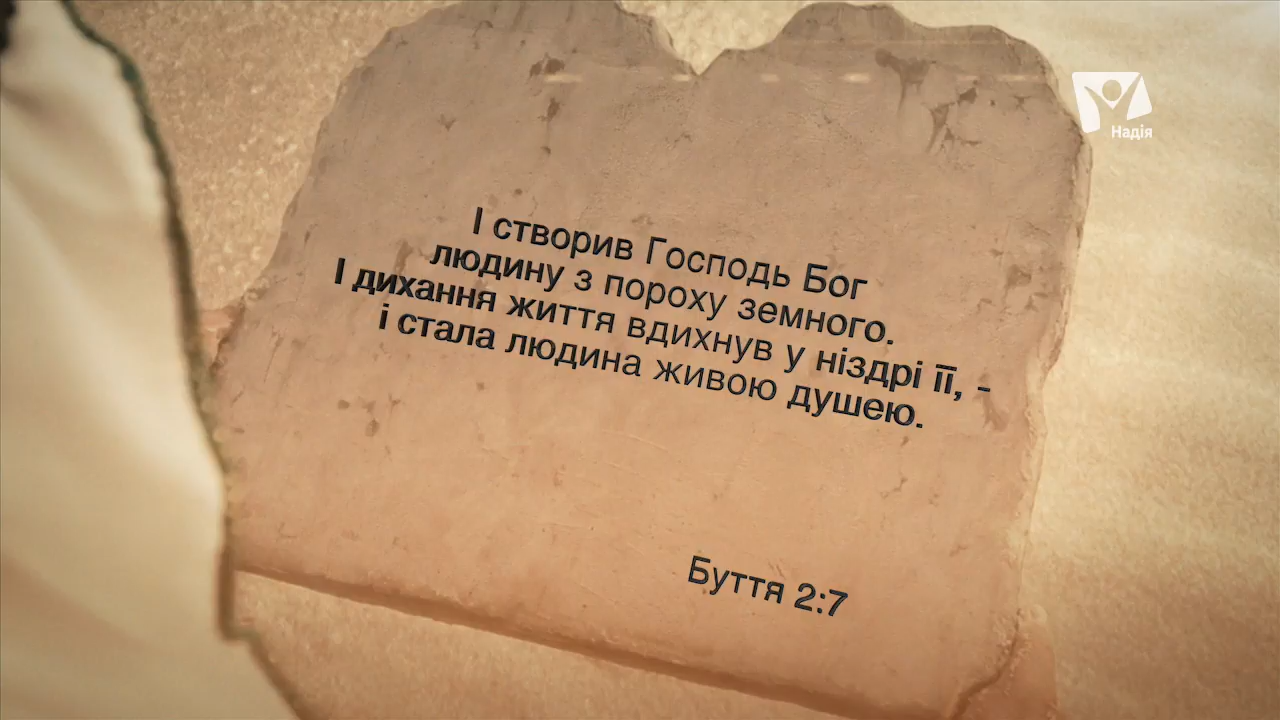 Надія
І створив Господь Бог
людину з пороху земного.
І дихання життя вдихнув у ніздрі її, -
і стала людина живою душею.
Буття 2:7